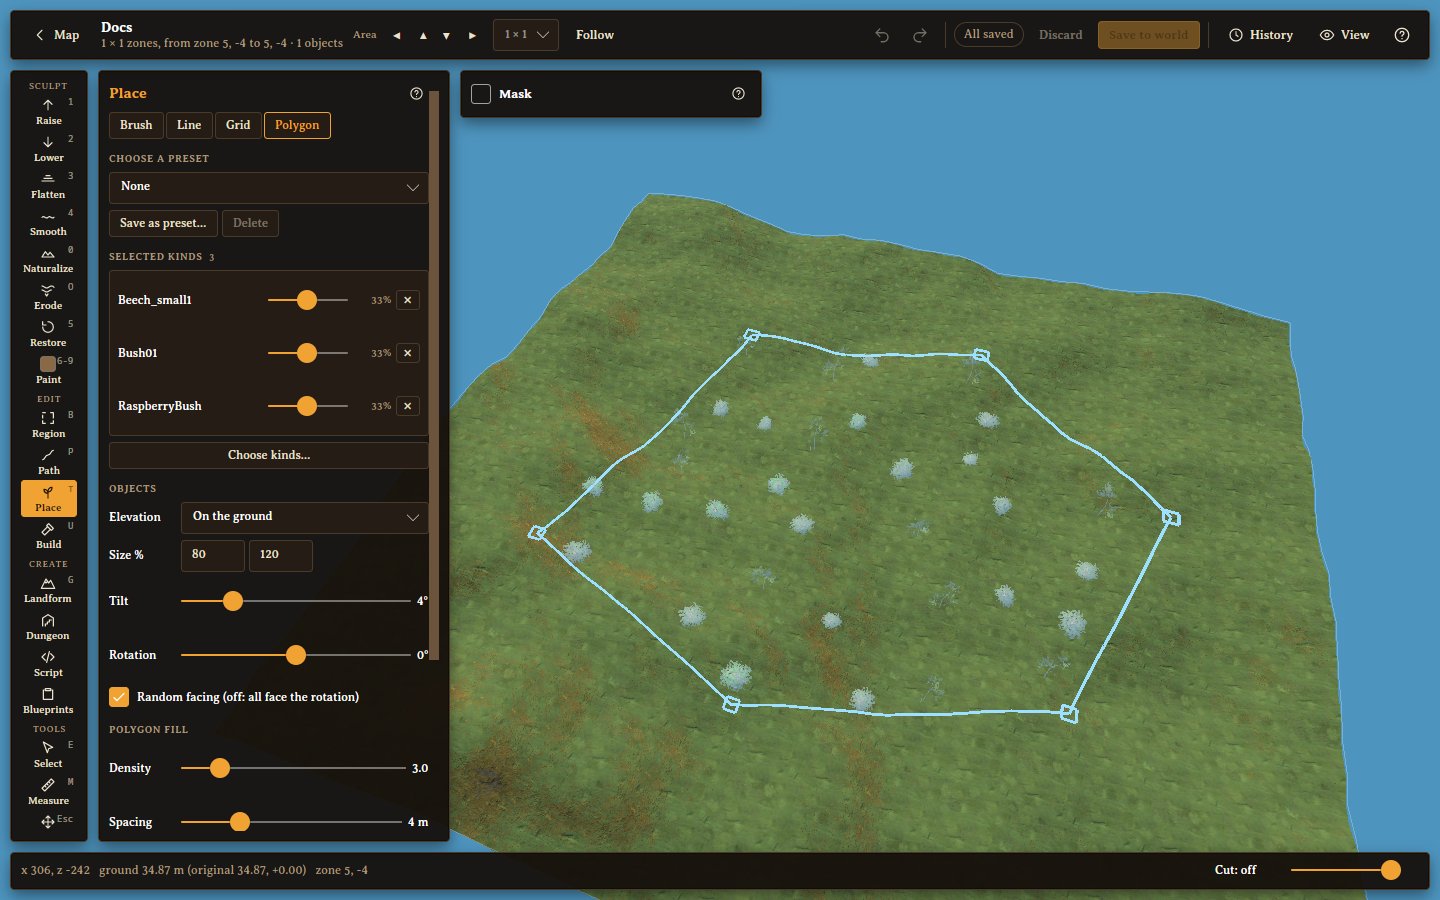 Map
Docs
1 × 1 zones, from zone 5, -4 to 5, -4 · 1 objects
Area
1 × 1
Follow
All saved
Discard
Save to world
History
View
SCULPT
1
Raise
2
Lower
3
Flatten
4
Smooth
0
Naturalize
O
Erode
5
Restore
6-9
Paint
EDIT
B
Region
P
Path
T
Place
U
Build
CREATE
G
Landform
Dungeon
Script
Blueprints
TOOLS
E
Select
M
Measure
Esc
Place
Brush
Line
Grid
Polygon
CHOOSE A PRESET
None
Save as preset...
Delete
SELECTED KINDS 3
Beech_small1 33%
Bush01 33%
RaspberryBush 33%
Choose kinds...
OBJECTS
Elevation On the ground
Size % 80 120
Tilt 4°
Rotation 0°
Random facing (off: all face the rotation)
POLYGON FILL
Density 3.0
Spacing 4 m
Mask
x 306, z -242 ground 34.87 m (original 34.87, +0.00) zone 5, -4
Cut: off